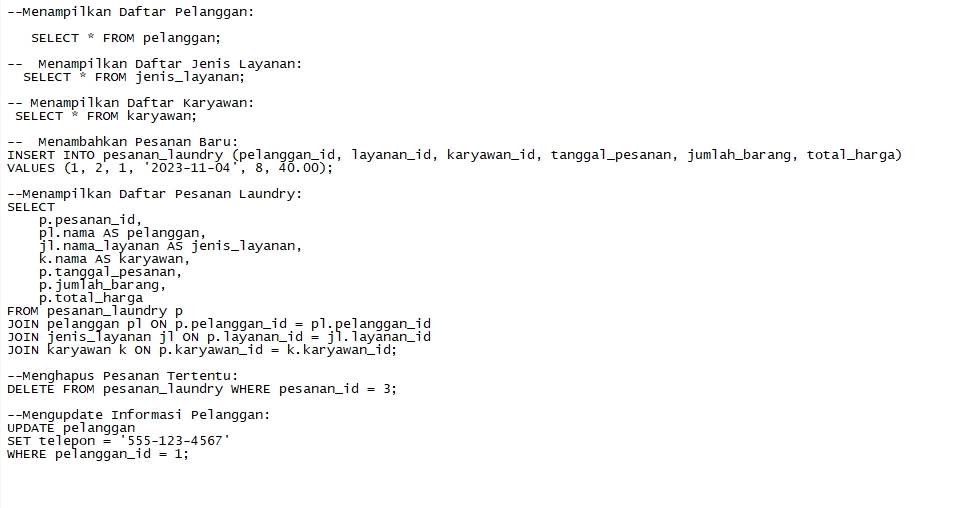 --Menampilkan Daftar Pelanggan:
SELECT * FROM pelanggan;
--  Menampilkan Daftar Jenis Layanan:
SELECT * FROM jenis_layanan;
-- Menampilkan Daftar Karyawan:
SELECT * FROM karyawan;
--  Menambahkan Pesanan Baru:
INSERT INTO pesanan_laundry (pelanggan_id, layanan_id, karyawan_id, tanggal_pesanan, jumlah_barang, total_harga)
VALUES (1, 2, 1, '2023-11-04', 8, 40.00);
--Menampilkan Daftar Pesanan Laundry:
SELECT
    p.pesanan_id,
    pl.nama AS pelanggan,
    jl.nama_layanan AS jenis_layanan,
    k.nama AS karyawan,
    p.tanggal_pesanan,
    p.jumlah_barang,
    p.total_harga
FROM pesanan_laundry p
JOIN pelanggan pl ON p.pelanggan_id = pl.pelanggan_id
JOIN jenis_layanan jl ON p.layanan_id = jl.layanan_id
JOIN karyawan k ON p.karyawan_id = k.karyawan_id;
--Menghapus Pesanan Tertentu:
DELETE FROM pesanan_laundry WHERE pesanan_id = 3;
--Mengupdate Informasi Pelanggan:
UPDATE pelanggan
SET telepon = '555-123-4567'
WHERE pelanggan_id = 1;